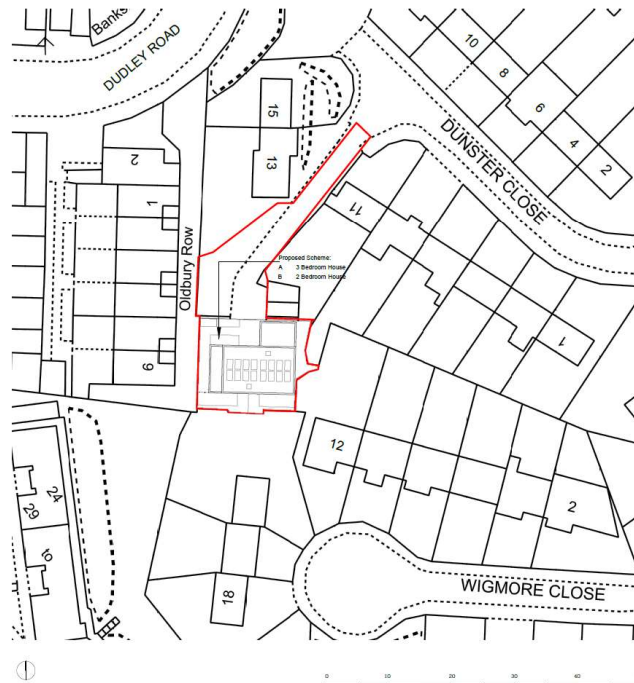 Banks
DUDLEY ROAD
10
8
6
4
2
DUNSTER CLOSE
15
13
2
1
Oldbury Row
6
11
1
Proposed Scheme:
A 3 Bedroom House
B 2 Bedroom House
12
2
24
29
to
18
WIGMORE CLOSE
0 10 20 30 40